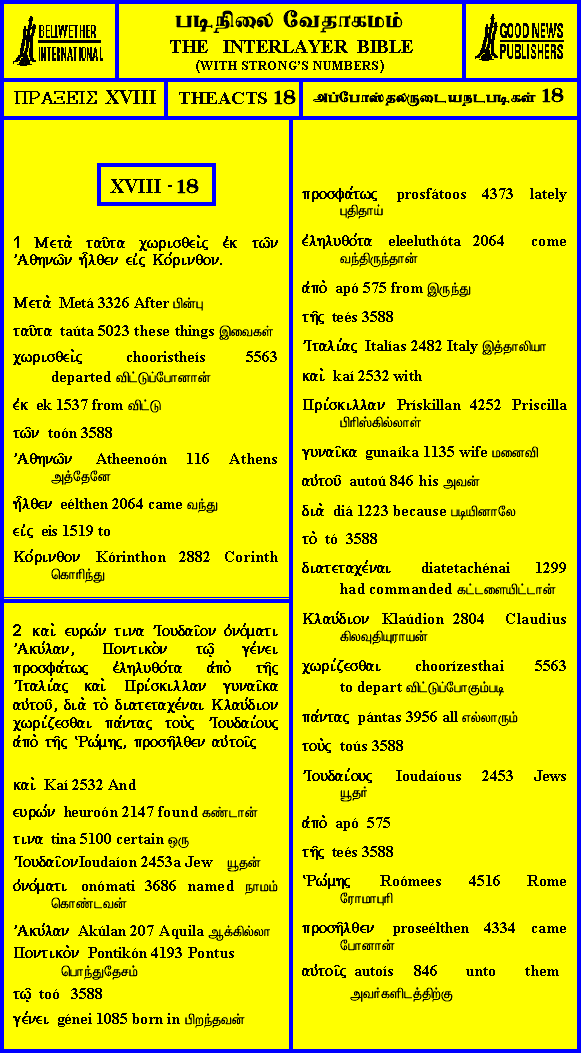 BELLWETHER
INTERNATIONAL
படிநிலை வேதாகமம்
THE INTERLAYER BIBLE
(WITH STRONG'S NUMBERS)
GOOD NEWS
PUBLISHERS
ΠΡΑΞΕΙΣ XVIII
THEACTS 18
அப்போஸ்தலருடையநடபடிகள் 18
XVIII - 18
1 Μετὰ ταῦτα χωρισθεὶς ἐκ τῶν
Ἀθηνῶν ἦλθεν εἰς Κόρινθον.
Μετὰ Metá 3326 After பின்பு
ταῦτα taúta 5023 these things இவைகள்
χωρισθεὶς chooristheís 5563
departed விட்டுப்போனான்
ἐκ ek 1537 from விட்டு
τῶν toón 3588
Ἀθηνῶν Atheenoón 116 Athens
அத்தேனே
ἦλθεν eélthen 2064 came வந்து
εἰς eis 1519 to
Κόρινθον Kórinthon 2882 Corinth
கொரிந்து
2 καὶ ευρών τινα Ἰουδαῖον ὀνόματι
Ἀκύλαν, Ποντικὸν τῷ γένει
προσφάτως ἐληλυθότα ἀπὸ τῆς
Ἰταλίας καὶ Πρίσκιλλαν γυναῖκα
αὐτοῦ, διὰ τὸ διατεταχέναι Κλαύδιον
χωρίζεσθαι πάντας τοὺς Ἰουδαίους
ἀπὸ τῆς Ῥώμης, προσῆλθεν αὐτοῖς
καὶ Kaí 2532 And
ευρών heuroón 2147 found கண்டான்
τινα tina 5100 certain ஒரு
Ἰουδαῖον Ioudaíon 2453a Jew யூதன்
ὀνόματι onómati 3686 named நாமம்
கொண்டவன்
Ἀκύλαν Akúlan 207 Aquila ஆக்கில்லா
Ποντικὸν Pontikón 4193 Pontus
பொந்துதேசம்
τῷ toó 3588
γένει génei 1085 born in பிறந்தவன்
προσφάτως prosfátoos 4373 lately
புதிதாய்
ἐληλυθότα eleeluthóta 2064 come
வந்திருந்தான்
ἀπὸ apó 575 from இருந்து
τῆς teés 3588
Ἰταλίας Italías 2482 Italy இத்தாலியா
καὶ kaí 2532 with
Πρίσκιλλαν Prískillan 4252 Priscilla
பிரிஸ்கில்லாள்
γυναῖκα gunaíka 1135 wife மனைவி
αὐτοῦ autoú 846 his அவன்
διὰ diá 1223 because படியினாலே
τὸ tó 3588
διατεταχέναι diatetachénai 1299
had commanded கட்டளையிட்டான்
Κλαύδιον Klaúdion 2804 Claudius
கிலவுதியுராயன்
χωρίζεσθαι choorízesthai 5563
to depart விட்டுப்போகும்படி
πάντας pántas 3956 all எல்லாரும்
τοὺς toús 3588
Ἰουδαίους Ioudaíous 2453 Jews
யூதர்
ἀπὸ apó 575
τῆς teés 3588
Ῥώμης Roómees 4516 Rome
ரோமாபுரி
προσῆλθεν proseélthen 4334 came
போனான்
αὐτοῖς autoís 846 unto them
அவர்களிடத்திற்கு